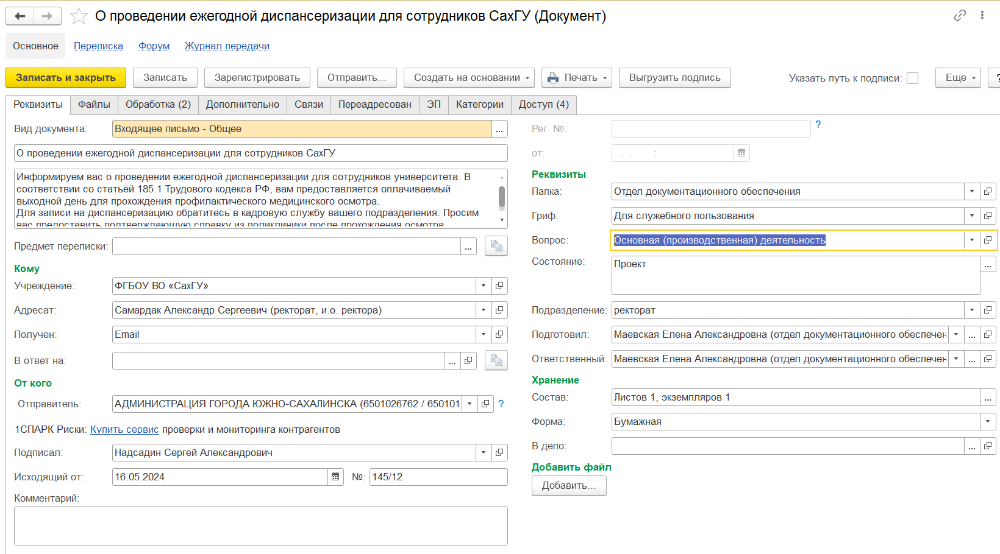 О проведении ежегодной диспансеризации для сотрудников СахГУ (Документ)
Основное Переписка Форум Журнал передачи
Записать и закрыть Записать Зарегистрировать Отправить... Создать на основании Печать Выгрузить подпись Указать путь к подписи: Еще ?
Реквизиты Файлы Обработка (2) Дополнительно Связи Переадресован ЭП Категории Доступ (4)
Вид документа: Входящее письмо - Общее ...
О проведении ежегодной диспансеризации для сотрудников СахГУ
Информируем вас о проведении ежегодной диспансеризации для сотрудников университета. В
соответствии со статьёй 185.1 Трудового кодекса РФ, вам предоставляется оплачиваемый
выходной день для прохождения профилактического медицинского осмотра.
Для записи на диспансеризацию обратитесь в кадровую службу вашего подразделения. Просим
вас предоставить подтверждающую справку из поликлиники после прохождения осмотра.
Предмет переписки: ...
Кому
Учреждение: ФГБОУ ВО «СахГУ»
Адресат: Самардак Александр Сергеевич (ректорат, и.о. ректора)
Получен: Email
В ответ на: ...
От кого
Отправитель: АДМИНИСТРАЦИЯ ГОРОДА ЮЖНО-САХАЛИНСКА (6501026762 / 650101 ?
1СПАРК Риски: Купить сервис проверки и мониторинга контрагентов
Подписал: Надсадин Сергей Александрович
Исходящий от: 16.05.2024 №: 145/12
Комментарий:
Рег. №: ?
от: . . :
Реквизиты
Папка: Отдел документационного обеспечения
Гриф: Для служебного пользования
Вопрос: Основная (производственная) деятельность
Состояние: Проект ...
Подразделение: ректорат
Подготовил: Маевская Елена Александровна (отдел документационного обеспечен ...
Ответственный: Маевская Елена Александровна (отдел документационного обеспечен ...
Хранение
Состав: Листов 1, экземпляров 1 ...
Форма: Бумажная
В дело: ...
Добавить файл
Добавить...